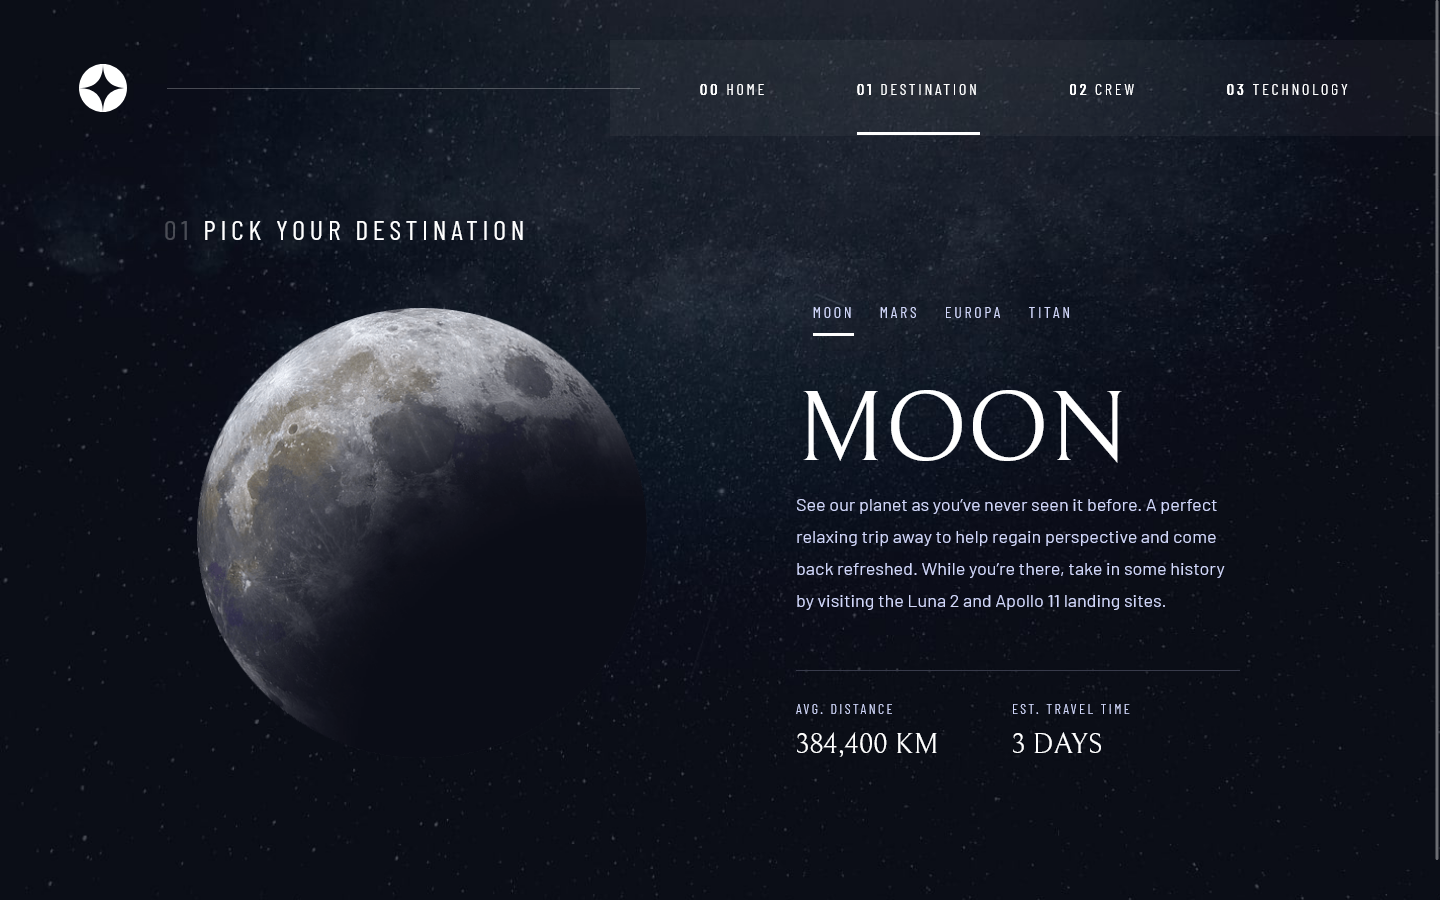 00 HOME 01 DESTINATION 02 CREW 03 TECHNOLOGY
01 PICK YOUR DESTINATION
MOON MARS EUROPA TITAN
MOON
See our planet as you’ve never seen it before. A perfect
relaxing trip away to help regain perspective and come
back refreshed. While you’re there, take in some history
by visiting the Luna 2 and Apollo 11 landing sites.
AVG. DISTANCE EST. TRAVEL TIME
384,400 KM 3 DAYS